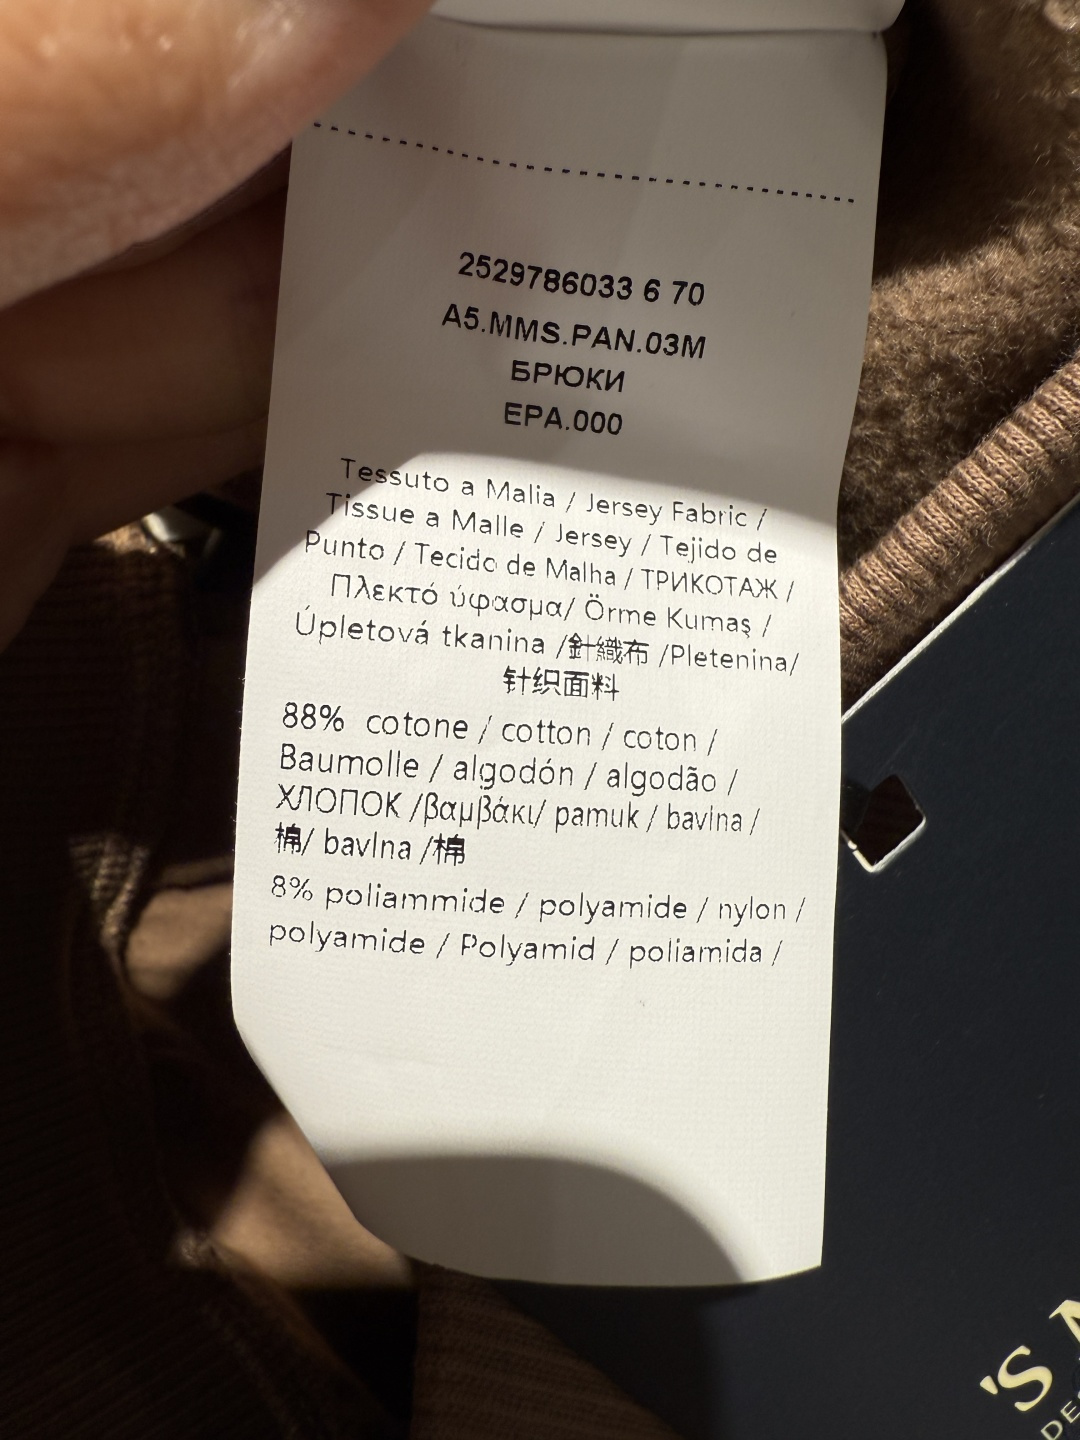 2529786033 6 70
A5.MMS.PAN.03M
БРЮКИ
EPA.000
Tessuto a Malia / Jersey Fabric /
Tissue a Malle / Jersey / Tejido de
Punto / Tecido de Malha / ТРИКОТАЖ /
Πλεκτό ύφασμα/ Örme Kumaş /
Úpletová tkanina /針織布 /Pletenina/
针织面料
88% cotone / cotton / coton /
Baumolle / algodón / algodão /
ХЛОПОК /βαμβάκι/ pamuk / bavina /
棉/ bavlna /棉
8% poliammide / polyamide / nylon /
polyamide / Polyamid / poliamida /
'S
DE